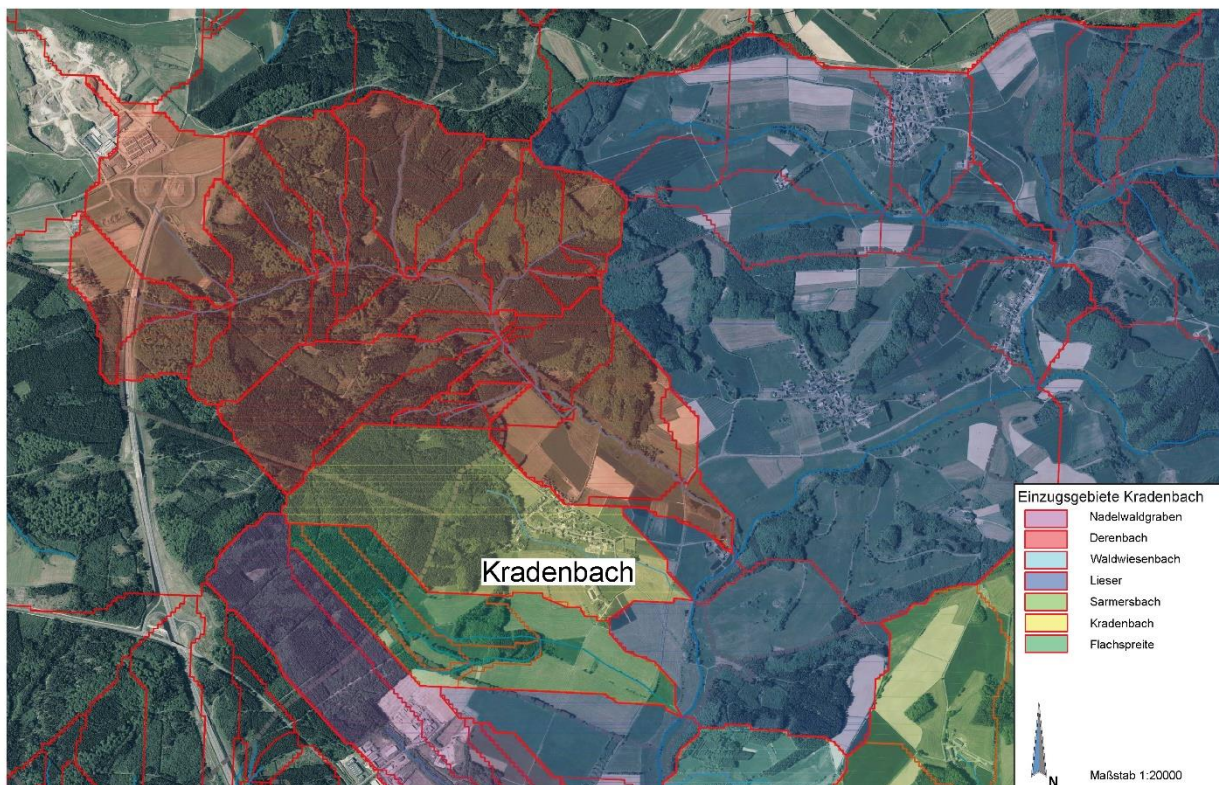 Kradenbach
Einzugsgebiete Kradenbach
Nadelwaldgraben
Derenbach
Waldwiesenbach
Lieser
Sarmersbach
Kradenbach
Flachspreite
N
Maßstab 1:20000